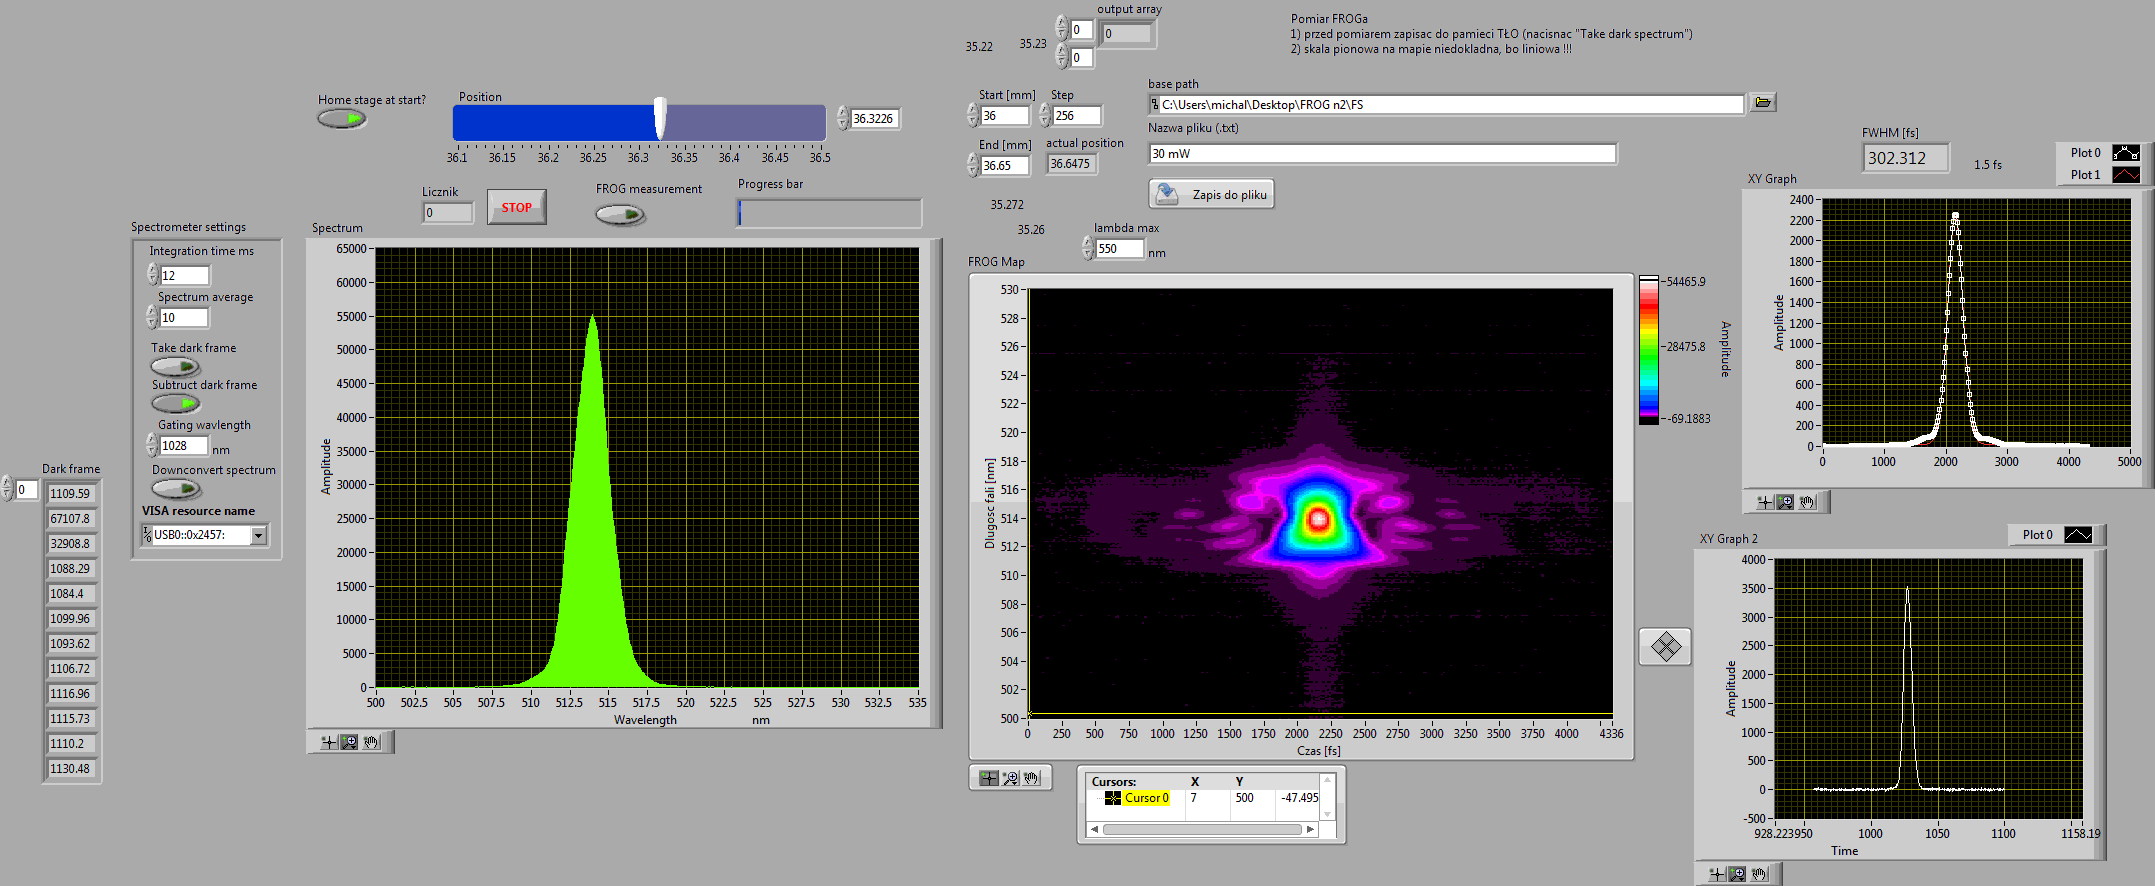 output array
0
0
0
35.22
35.23
Pomiar FROGa
1) przed pomiarem zapisac do pamieci TŁO (nacisnac "Take dark spectrum")
2) skala pionowa na mapie niedokladna, bo liniowa !!!
Home stage at start?
Position
36.3226
36.1 36.15 36.2 36.25 36.3 36.35 36.4 36.45 36.5
Start [mm]
36
Step
256
End [mm]
36.65
actual position
36.6475
base path
C:\Users\michal\Desktop\FROG n2\FS
Nazwa pliku (.txt)
30 mW
Zapis do pliku
FWHM [fs]
302.312
1.5 fs
Licznik
0
STOP
FROG measurement
Progress bar
35.272
35.26
lambda max
550
nm
Spectrometer settings
Integration time ms
12
Spectrum average
10
Take dark frame
Subtruct dark frame
Gating wavlength
1028
nm
Downconvert spectrum
VISA resource name
USB0::0x2457:
Dark frame
0
1109.59
67107.8
32908.8
1088.29
1084.4
1099.96
1093.62
1106.72
1116.96
1115.73
1110.2
1130.48
Spectrum
Amplitude
65000
60000
55000
50000
45000
40000
35000
30000
25000
20000
15000
10000
5000
0
500 502.5 505 507.5 510 512.5 515 517.5 520 522.5 525 527.5 530 532.5 535
Wavelength nm
FROG Map
Dlugosc fali [nm]
530
528
526
524
522
520
518
516
514
512
510
508
506
504
502
500
0 250 500 750 1000 1250 1500 1750 2000 2250 2500 2750 3000 3250 3500 3750 4000 4336
Czas [fs]
54465.9
28475.8
-69.1883
Amplitude
Cursors: X Y
Cursor 0 7 500 -47.495
XY Graph
Plot 0
Plot 1
Amplitude
2400
2200
2000
1800
1600
1400
1200
1000
800
600
400
200
0
0 1000 2000 3000 4000 5000
XY Graph 2
Plot 0
Amplitude
4000
3500
3000
2500
2000
1500
1000
500
0
-500
928.223 950 1000 1050 1100 1158.19
Time